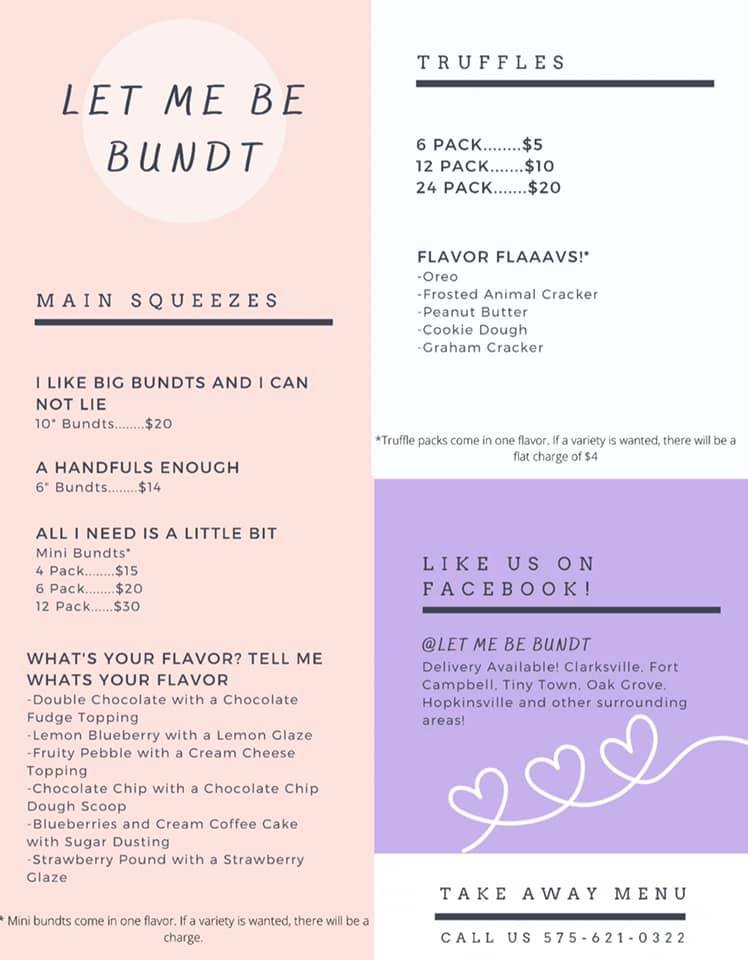 LET ME BE
BUNDT
MAIN SQUEEZES
I LIKE BIG BUNDTS AND I CAN
NOT LIE
10" Bundts........$20
A HANDFULS ENOUGH
6" Bundts........$14
ALL I NEED IS A LITTLE BIT
Mini Bundts*
4 Pack........$15
6 Pack........$20
12 Pack......$30
WHAT'S YOUR FLAVOR? TELL ME
WHATS YOUR FLAVOR
-Double Chocolate with a Chocolate
Fudge Topping
-Lemon Blueberry with a Lemon Glaze
-Fruity Pebble with a Cream Cheese
Topping
-Chocolate Chip with a Chocolate Chip
Dough Scoop
-Blueberries and Cream Coffee Cake
with Sugar Dusting
-Strawberry Pound with a Strawberry
Glaze
* Mini bundts come in one flavor. If a variety is wanted, there will be a
charge.
TRUFFLES
6 PACK........$5
12 PACK.......$10
24 PACK.......$20
FLAVOR FLAAAVS!*
-Oreo
-Frosted Animal Cracker
-Peanut Butter
-Cookie Dough
-Graham Cracker
*Truffle packs come in one flavor. If a variety is wanted, there will be a
flat charge of $4
LIKE US ON
FACEBOOK!
@LET ME BE BUNDT
Delivery Available! Clarksville, Fort
Campbell, Tiny Town, Oak Grove,
Hopkinsville and other surrounding
areas!
TAKE AWAY MENU
CALL US 575-621-0322